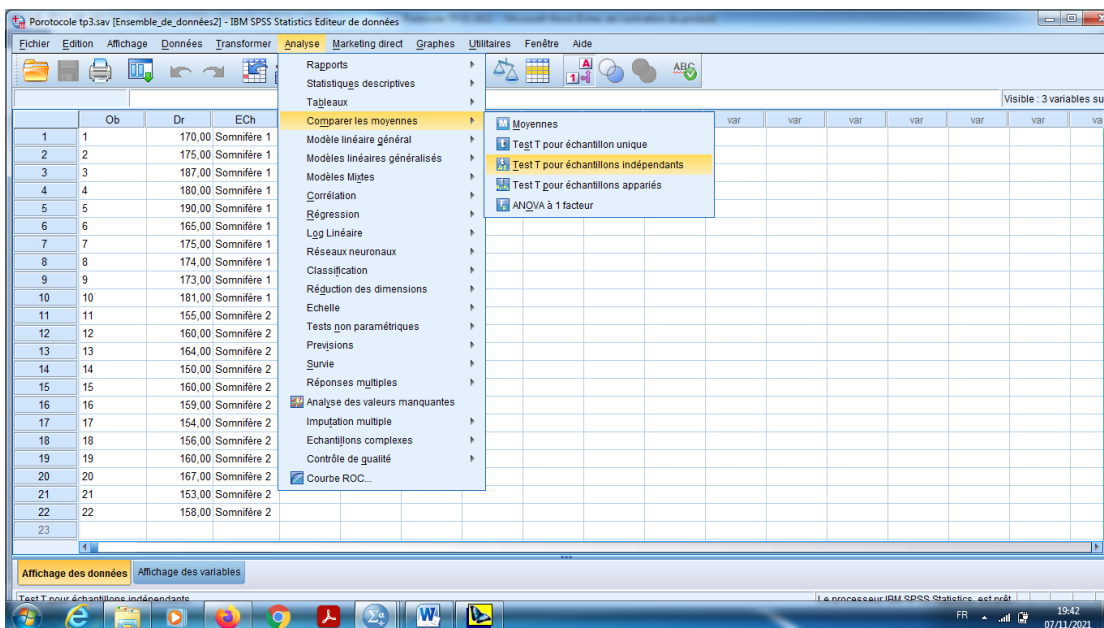 Porotocole tp3.sav [Ensemble_de_données2] - IBM SPSS Statistics Editeur de données
Fichier Edition Affichage Données Transformer Analyse Marketing direct Graphes Utilitaires Fenêtre Aide
Visible : 3 variables su
Rapports
Statistiques descriptives
Tableaux
Comparer les moyennes
Modèle linéaire général
Modèles linéaires généralisés
Modèles Mixtes
Corrélation
Régression
Log Linéaire
Réseaux neuronaux
Classification
Réduction des dimensions
Echelle
Tests non paramétriques
Prévisions
Survie
Réponses multiples
Analyse des valeurs manquantes
Imputation multiple
Echantillons complexes
Contrôle de qualité
Courbe ROC...
Moyennes
Test T pour échantillon unique
Test T pour échantillons indépendants
Test T pour échantillons appariés
ANOVA à 1 facteur
Ob Dr ECh var var var var var va
1 1 170,00 Somnifère 1
2 2 175,00 Somnifère 1
3 3 187,00 Somnifère 1
4 4 180,00 Somnifère 1
5 5 190,00 Somnifère 1
6 6 165,00 Somnifère 1
7 7 175,00 Somnifère 1
8 8 174,00 Somnifère 1
9 9 173,00 Somnifère 1
10 10 181,00 Somnifère 1
11 11 155,00 Somnifère 2
12 12 160,00 Somnifère 2
13 13 164,00 Somnifère 2
14 14 150,00 Somnifère 2
15 15 160,00 Somnifère 2
16 16 159,00 Somnifère 2
17 17 154,00 Somnifère 2
18 18 156,00 Somnifère 2
19 19 160,00 Somnifère 2
20 20 167,00 Somnifère 2
21 21 153,00 Somnifère 2
22 22 158,00 Somnifère 2
23
Affichage des données Affichage des variables
Test T pour échantillons indépendants Le processeur IBM SPSS Statistics est prêt
FR 19:42
07/11/2021